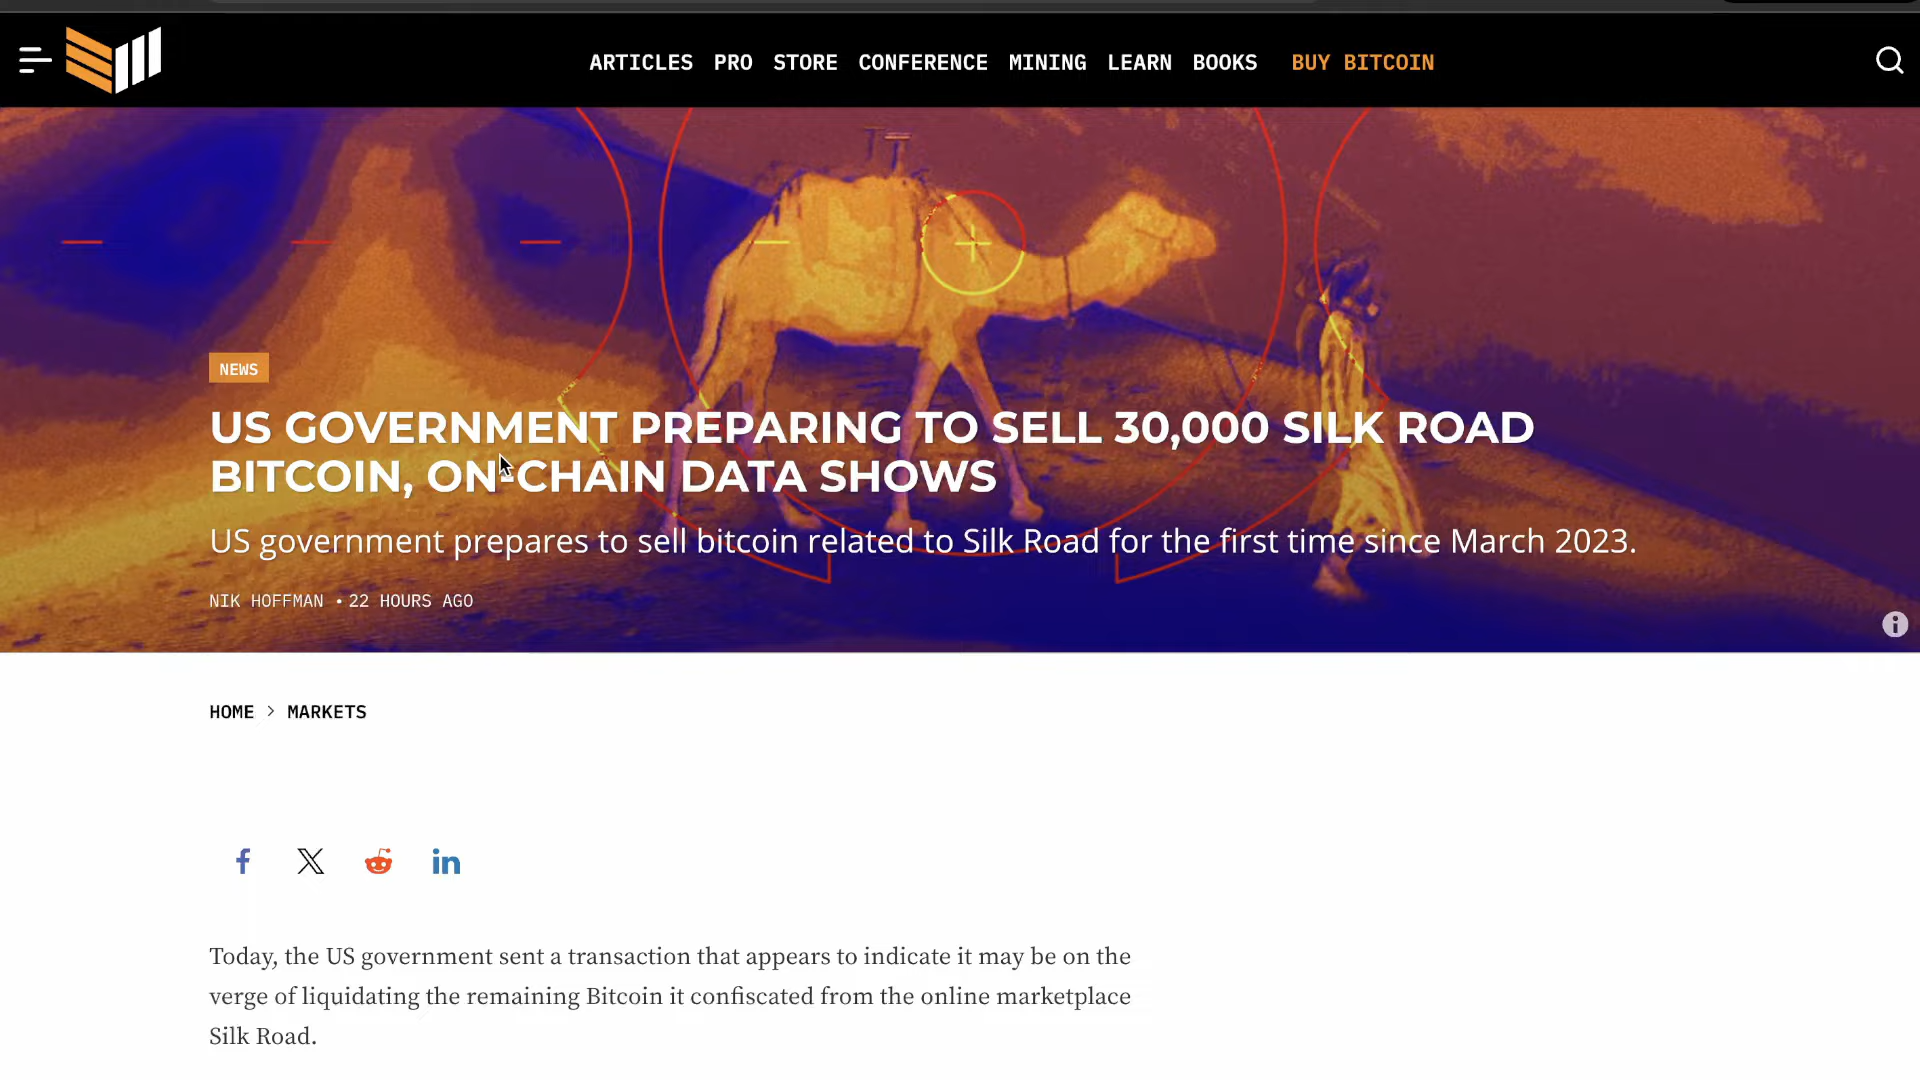 ARTICLES PRO STORE CONFERENCE MINING LEARN BOOKS BUY BITCOIN
NEWS
US GOVERNMENT PREPARING TO SELL 30,000 SILK ROAD
BITCOIN, ON-CHAIN DATA SHOWS
US government prepares to sell bitcoin related to Silk Road for the first time since March 2023.
NIK HOFFMAN • 22 HOURS AGO
HOME > MARKETS
Today, the US government sent a transaction that appears to indicate it may be on the
verge of liquidating the remaining Bitcoin it confiscated from the online marketplace
Silk Road.